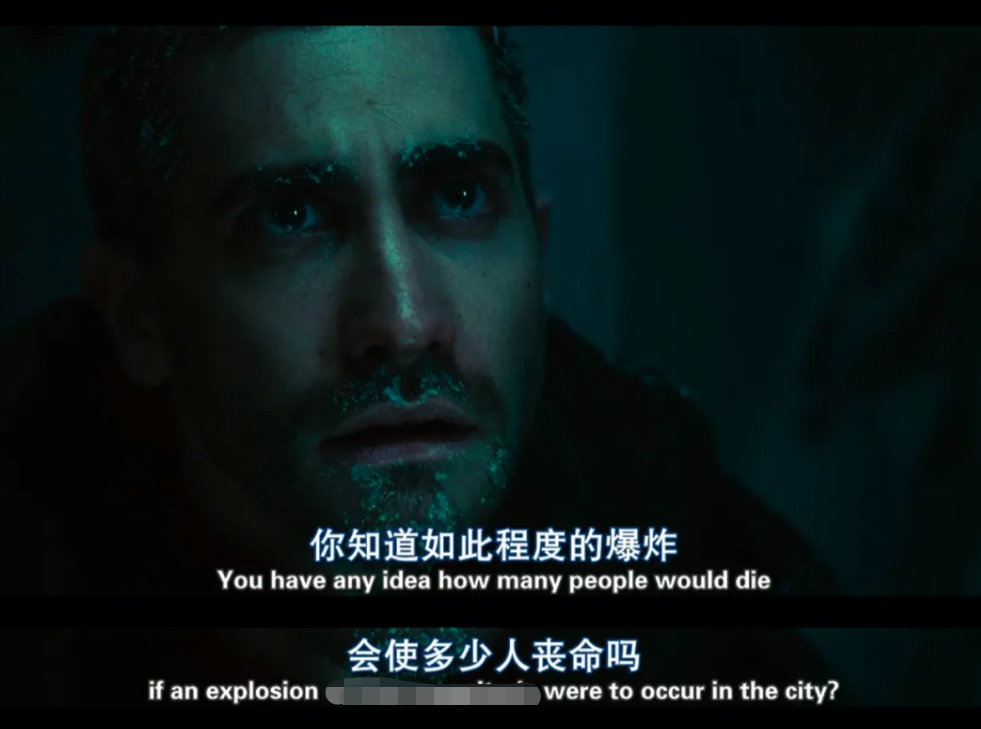 你知道如此程度的爆炸
You have any idea how many people would die
会使多少人丧命吗
if an explosion were to occur in the city?